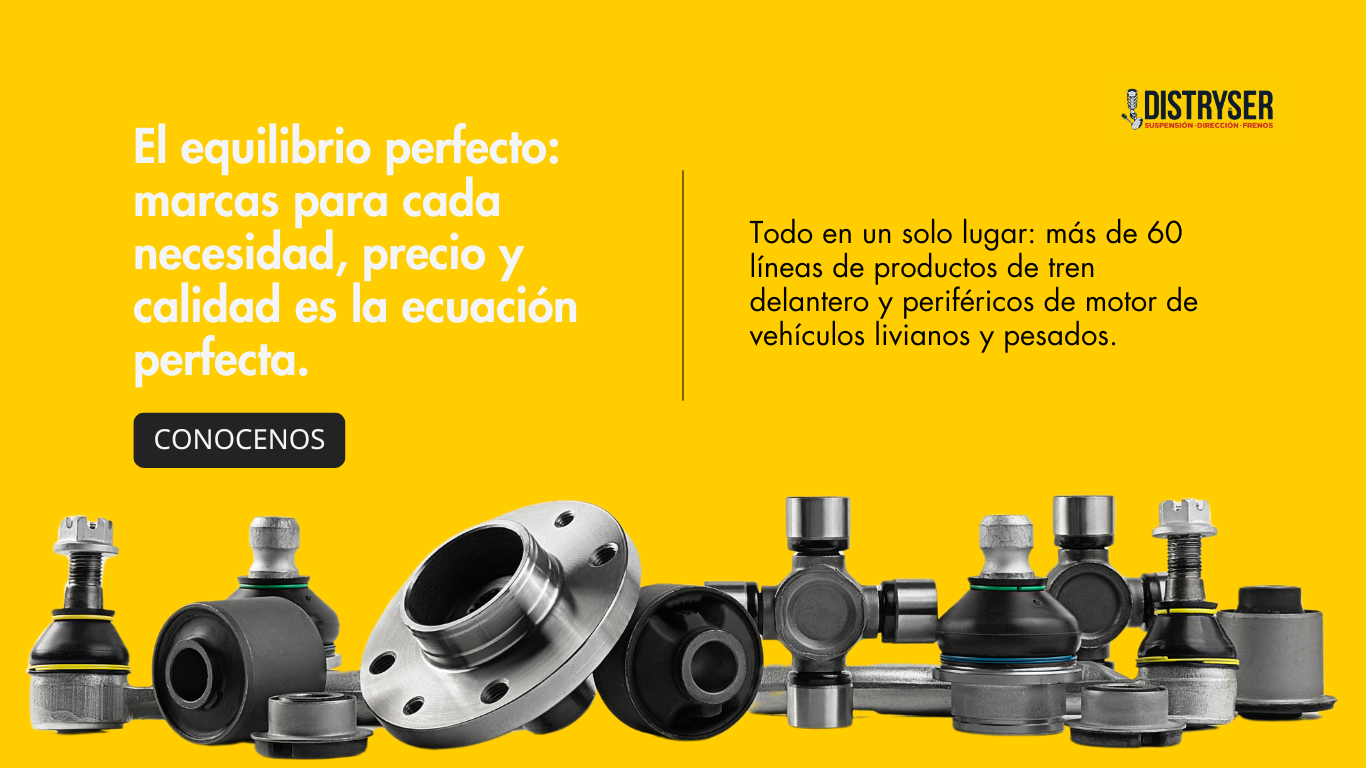 DISTRYSER
SUSPENSIÓN · DIRECCIÓN · FRENOS
El equilibrio perfecto:
marcas para cada
necesidad, precio y
calidad es la ecuación
perfecta.
CONOCENOS
Todo en un solo lugar: más de 60
líneas de productos de tren
delantero y periféricos de motor de
vehículos livianos y pesados.